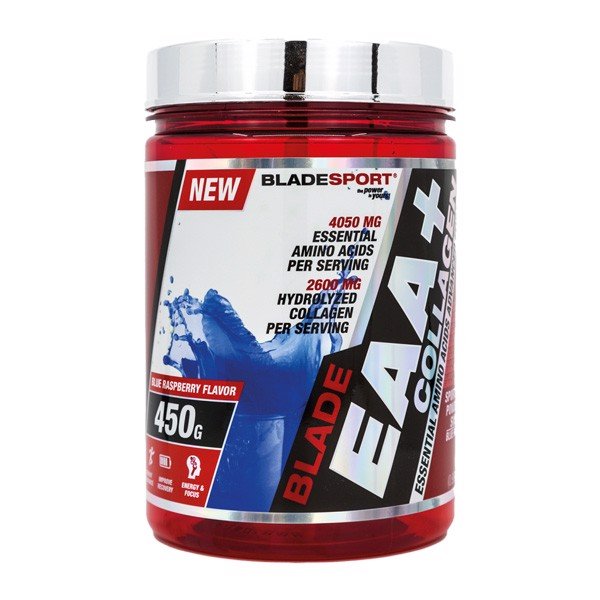 NEW
BLADESPORT®
the power
is yours!
4050 MG
ESSENTIAL
AMINO ACIDS
PER SERVING
2600 MG
HYDROLYZED
COLLAGEN
PER SERVING
BLUE RASPBERRY FLAVOR
450G
IMPROVE
RECOVERY
ENERGY &
FOCUS
BLADE
EAA+
COLLAGEN
ESSENTIAL AMINO ACIDS